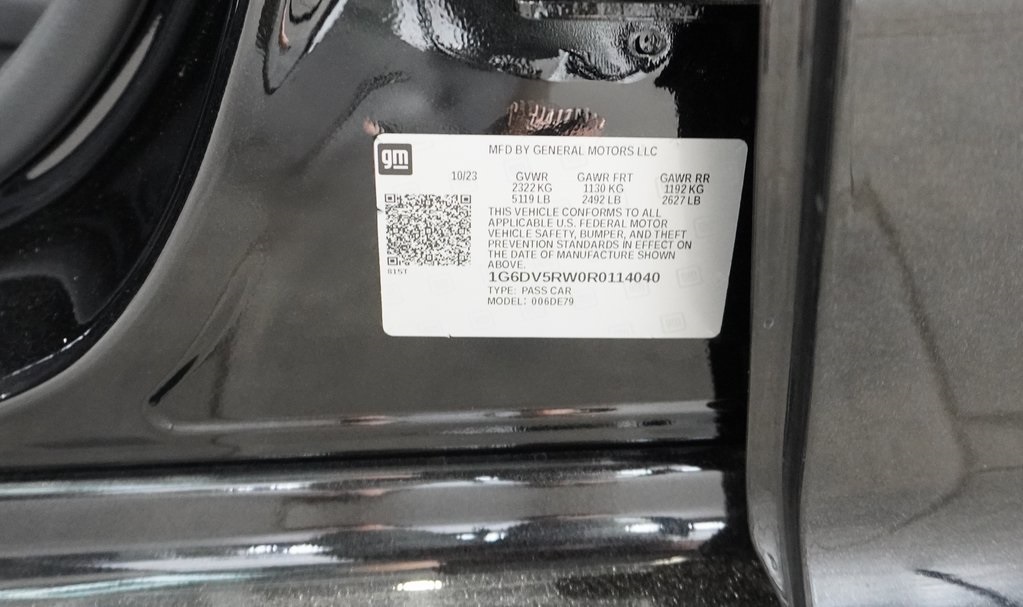 gm
MFD BY GENERAL MOTORS LLC
10/23 GVWR GAWR FRT GAWR RR
2322 KG 1130 KG 1192 KG
5119 LB 2492 LB 2627 LB
THIS VEHICLE CONFORMS TO ALL
APPLICABLE U.S. FEDERAL MOTOR
VEHICLE SAFETY, BUMPER, AND THEFT
PREVENTION STANDARDS IN EFFECT ON
THE DATE OF MANUFACTURE SHOWN
ABOVE.
815T
1G6DV5RW0R0114040
TYPE: PASS CAR
MODEL: 006DE79